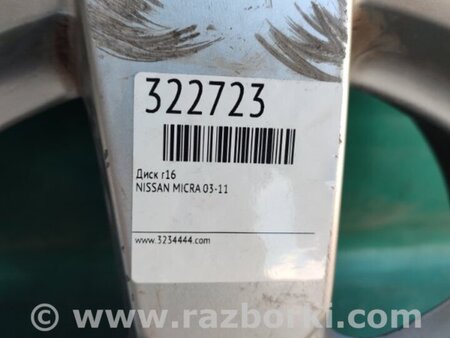 322723
Диск r16
NISSAN MICRA 03-11
www.3234444.com
© www.razborki.com